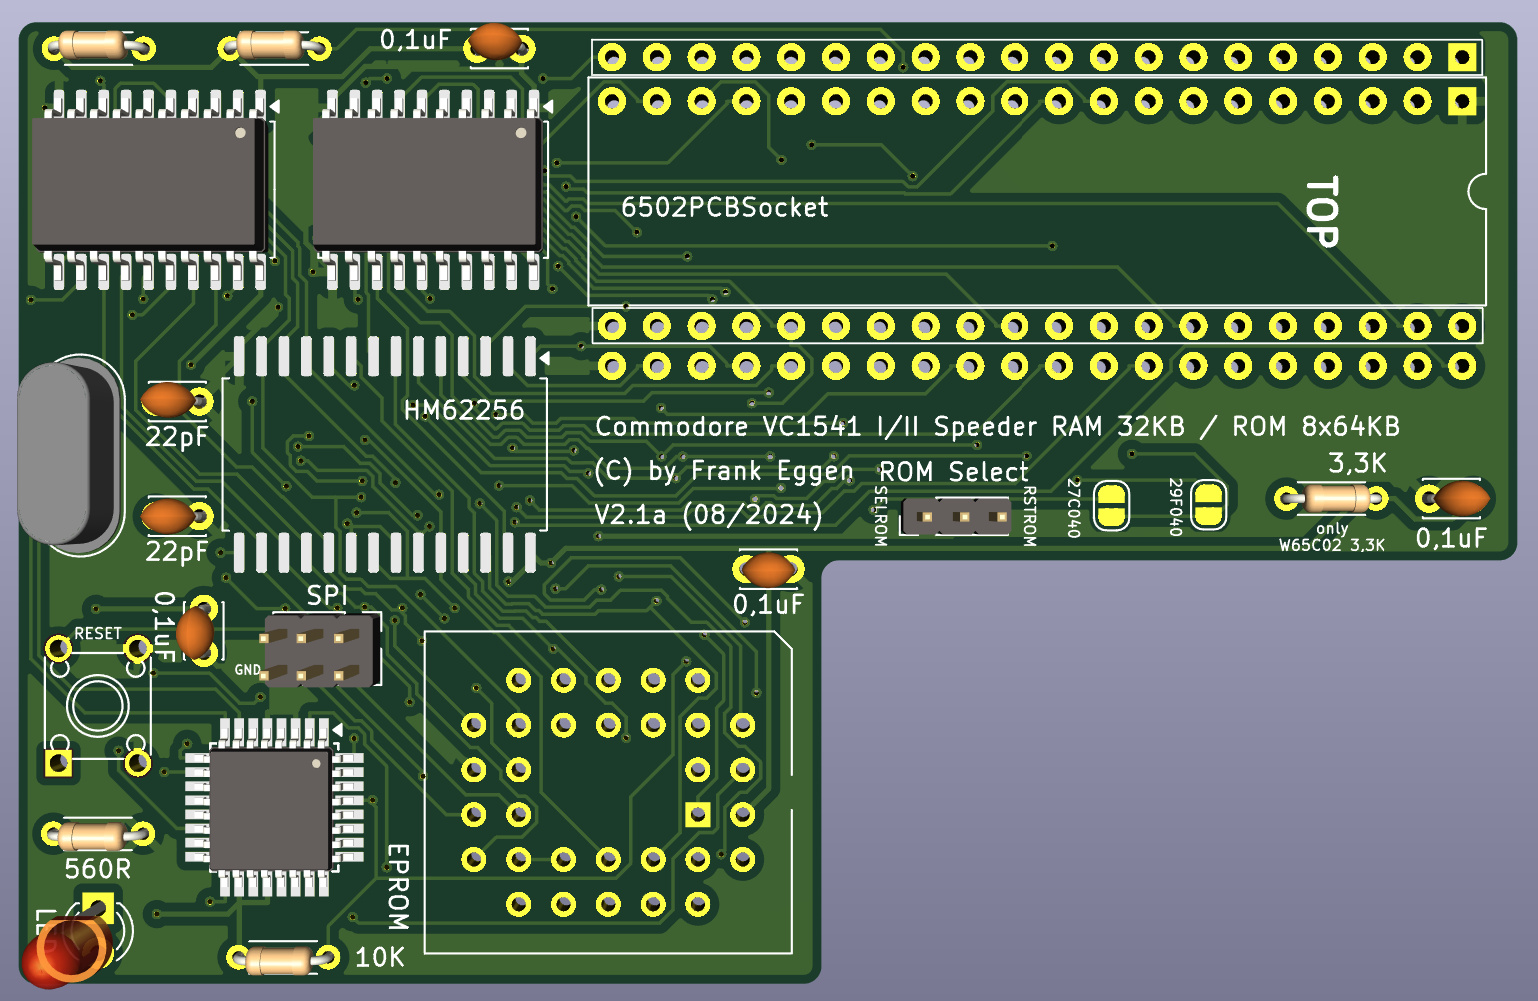 0,1uF
6502PCBSocket
TOP
HM62256
22pF
22pF
Commodore VC1541 I/II Speeder RAM 32KB / ROM 8x64KB
(C) by Frank Eggen
V2.1a (08/2024)
ROM Select
SELROM
RSTROM
27C040
29F040
3,3K
only
W65C02 3,3K
0,1uF
0,1uF
SPI
0,1uF
RESET
GND
EPROM
560R
10K